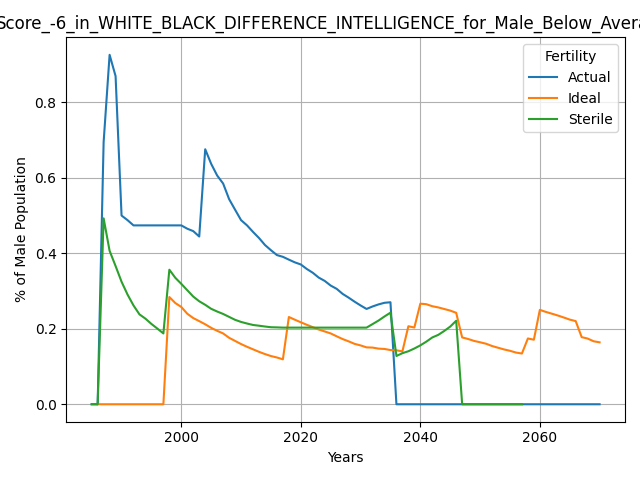 Score_-6_in_WHITE_BLACK_DIFFERENCE_INTELLIGENCE_for_Male_Below_Avera
Fertility
Actual
Ideal
Sterile
% of Male Population
0.8
0.6
0.4
0.2
0.0
2000 2020 2040 2060
Years